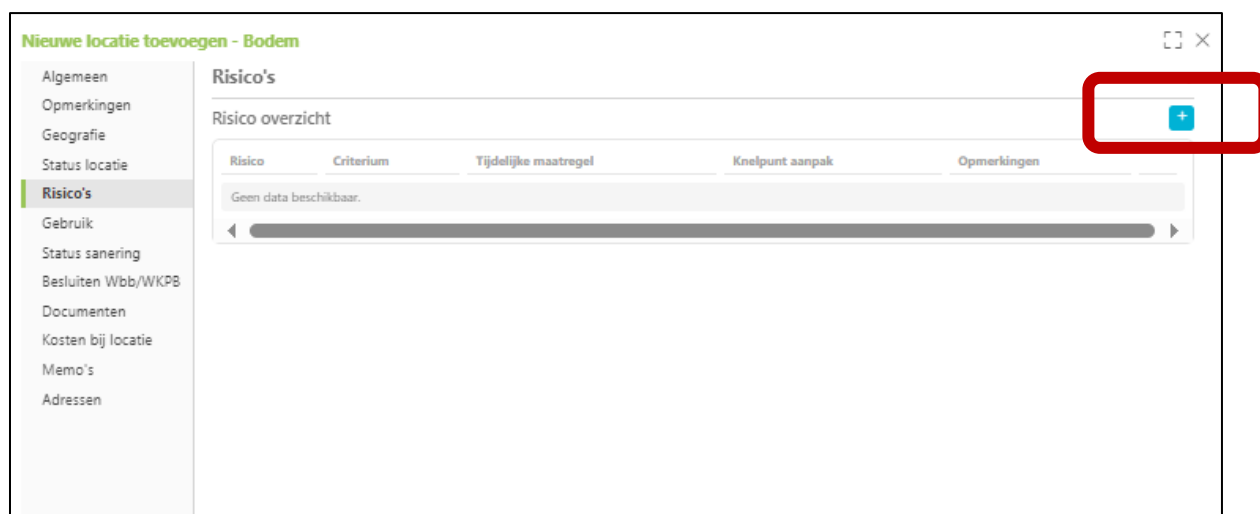 Nieuwe locatie toevoegen - Bodem
Algemeen
Opmerkingen
Geografie
Status locatie
Risico's
Gebruik
Status sanering
Besluiten Wbb/WKPB
Documenten
Kosten bij locatie
Memo's
Adressen
Risico's
Risico overzicht
+
Risico Criterium Tijdelijke maatregel Knelpunt aanpak Opmerkingen
Geen data beschikbaar.